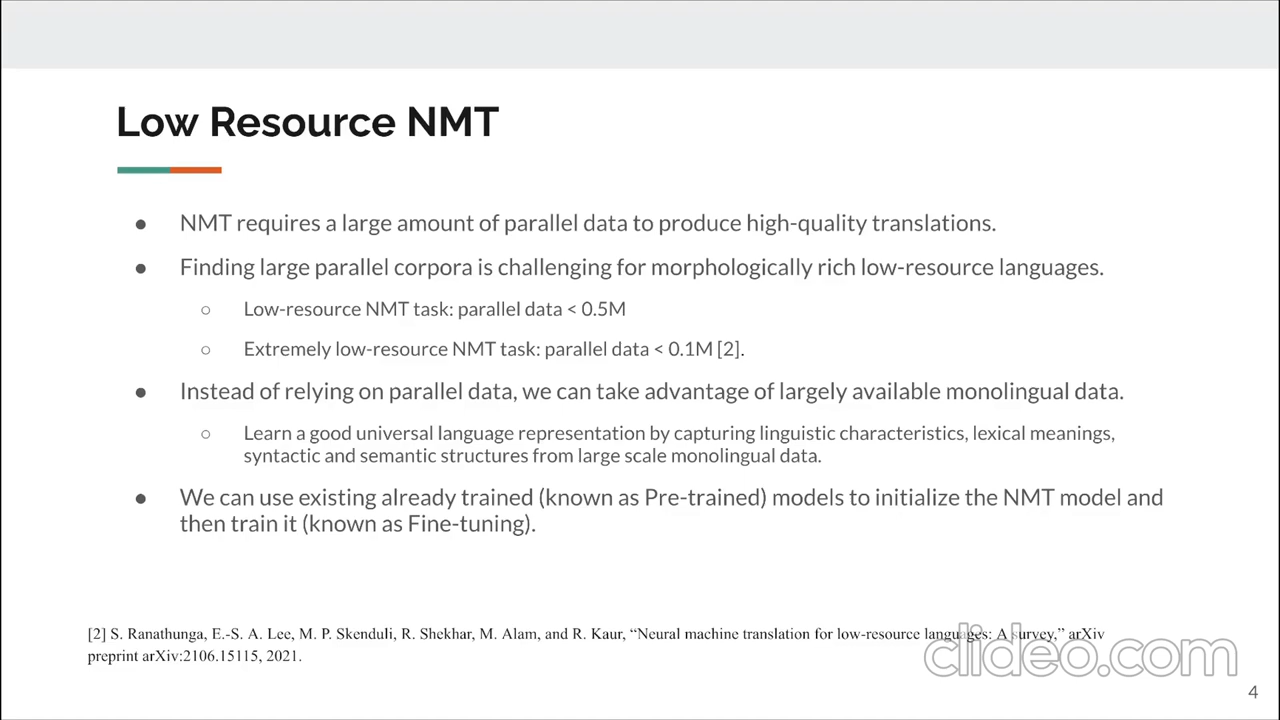 Low Resource NMT
● NMT requires a large amount of parallel data to produce high-quality translations.
● Finding large parallel corpora is challenging for morphologically rich low-resource languages.
○ Low-resource NMT task: parallel data < 0.5M
○ Extremely low-resource NMT task: parallel data < 0.1M [2].
● Instead of relying on parallel data, we can take advantage of largely available monolingual data.
○ Learn a good universal language representation by capturing linguistic characteristics, lexical meanings,
syntactic and semantic structures from large scale monolingual data.
● We can use existing already trained (known as Pre-trained) models to initialize the NMT model and
then train it (known as Fine-tuning).
[2] S. Ranathunga, E.-S. A. Lee, M. P. Skenduli, R. Shekhar, M. Alam, and R. Kaur, “Neural machine translation for low-resource languages: A survey,” arXiv
preprint arXiv:2106.15115, 2021.
clideo.com
4